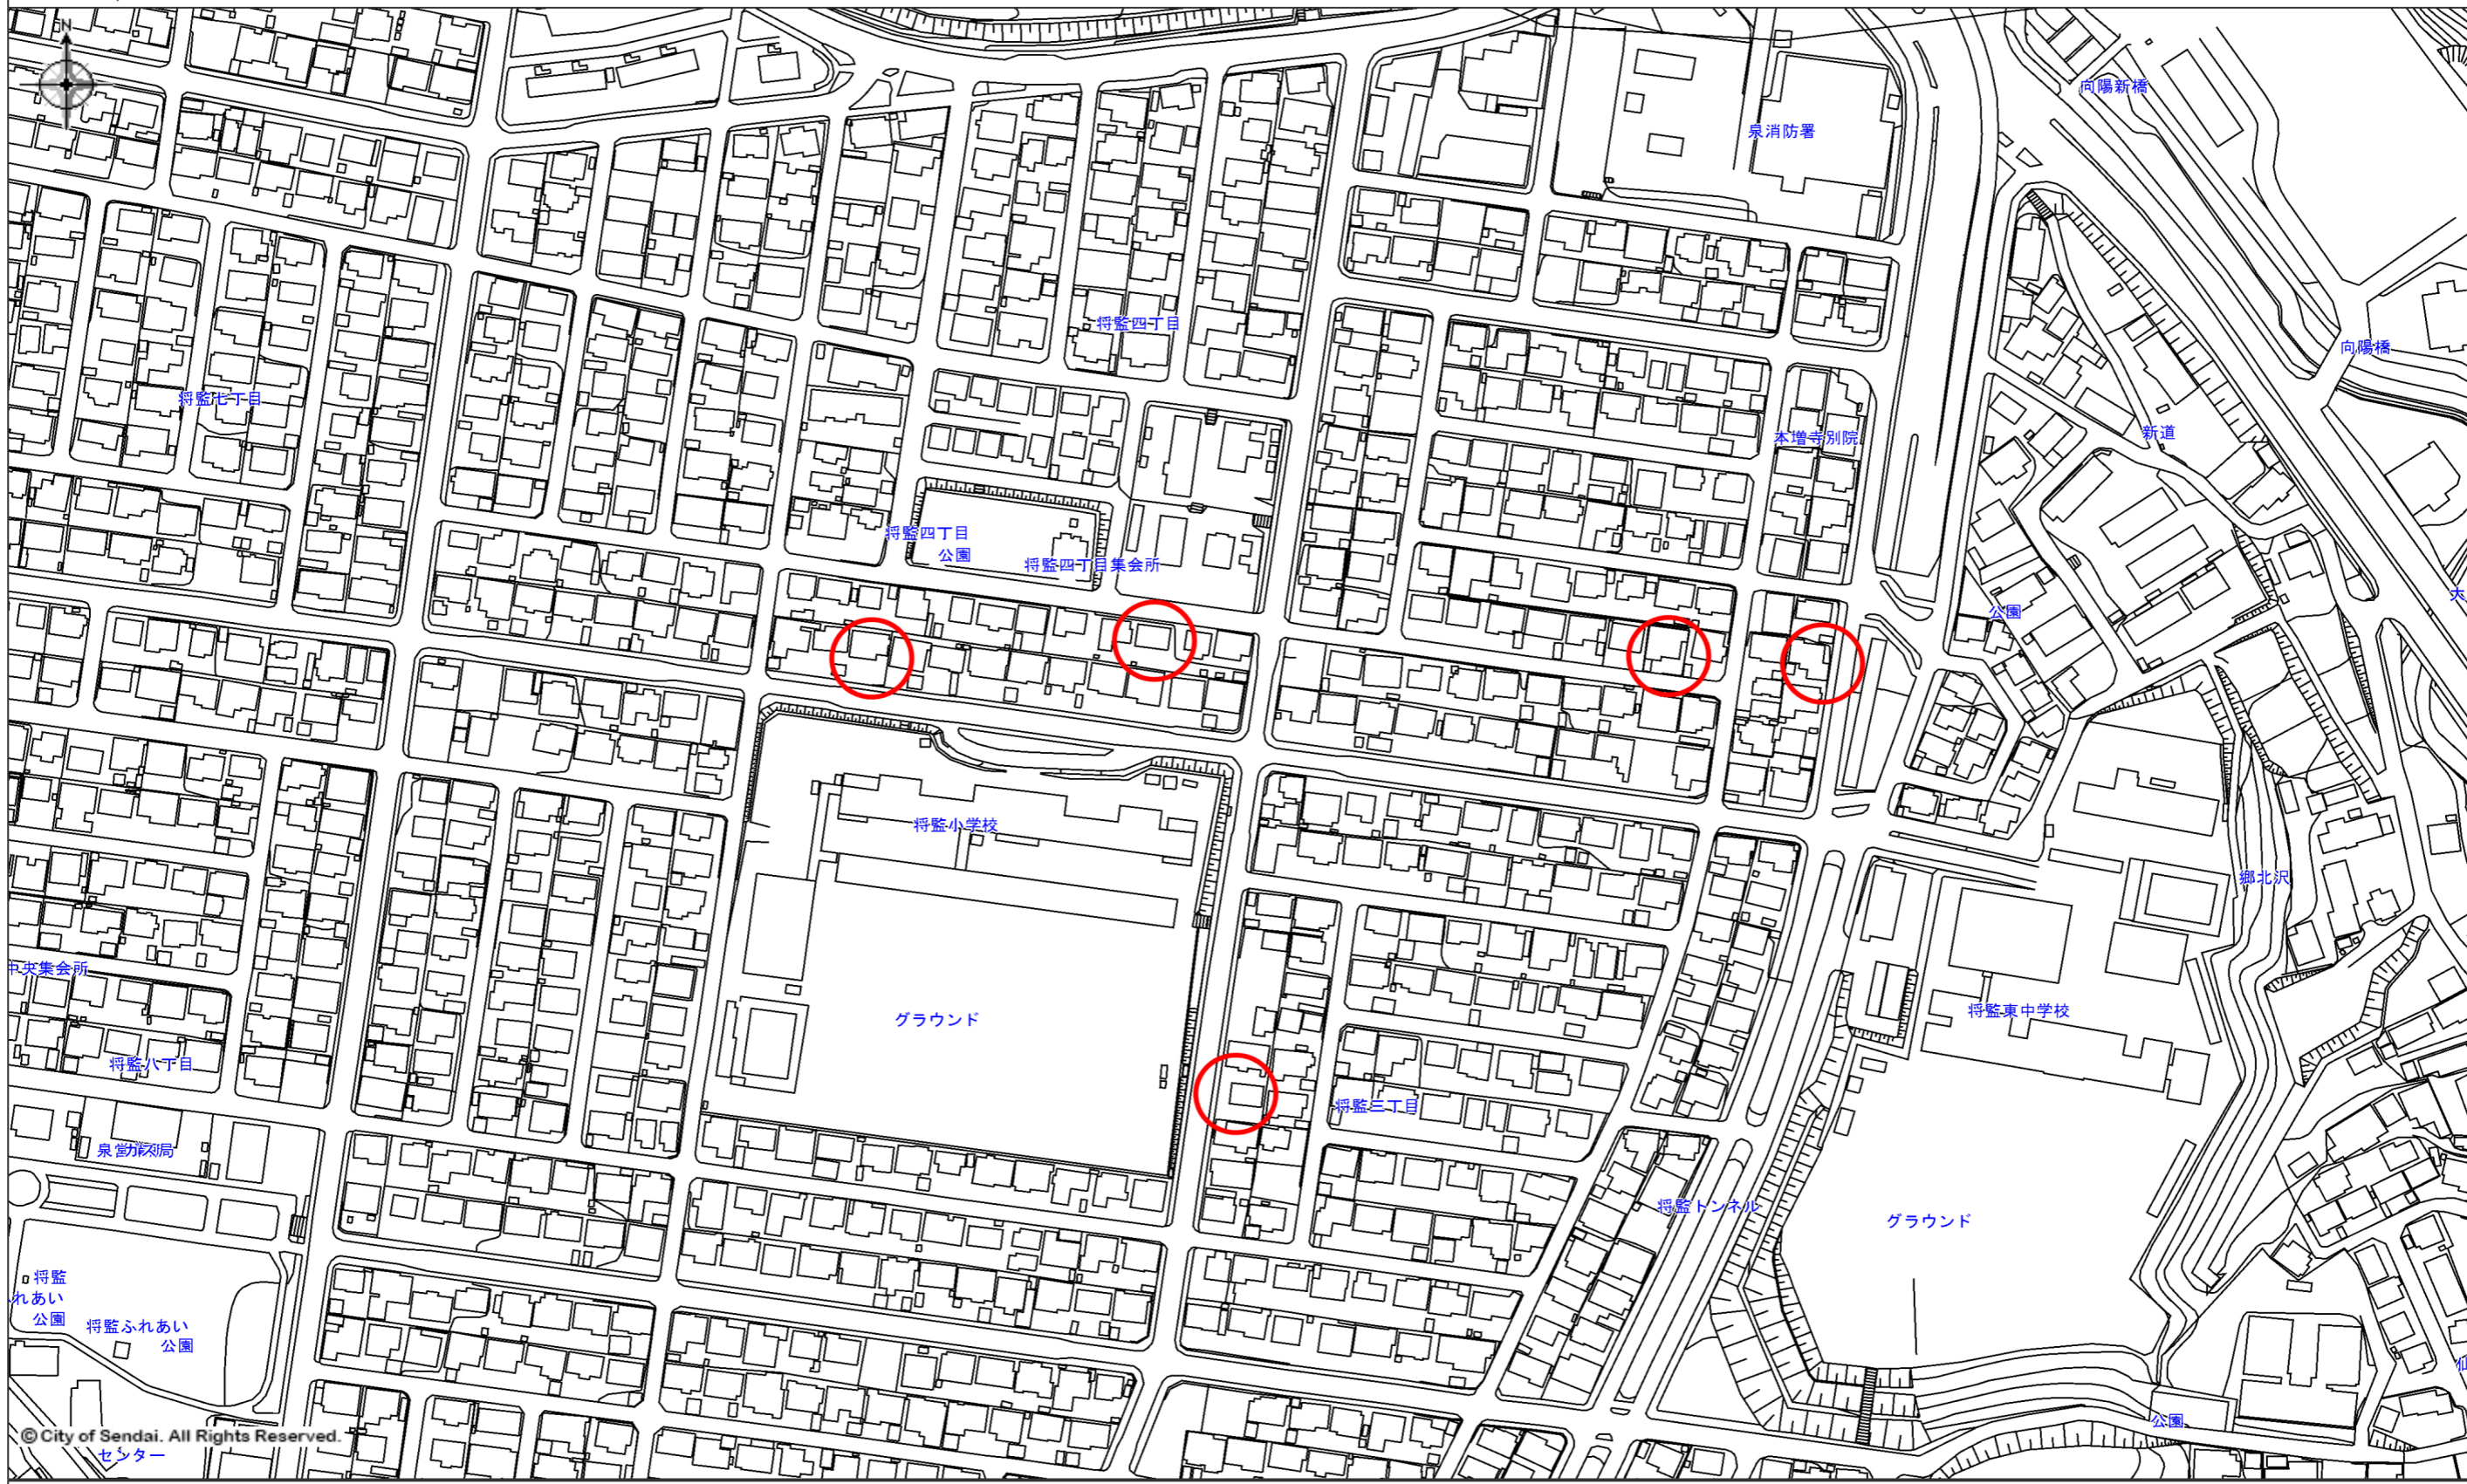 N
向陽新橋
泉消防署
将監四丁目
向陽橋
将監七丁目
本増寺別院
新道
将監四丁目
公園
将監四丁目集会所
公園
将監小学校
郷北沢
中央集会所
将監東中学校
グラウンド
将監八丁目
将監三丁目
将監トンネル
グラウンド
将監
れあい
公園
将監ふれあい
公園
公園
©City of Sendai. All Rights Reserved.
センター